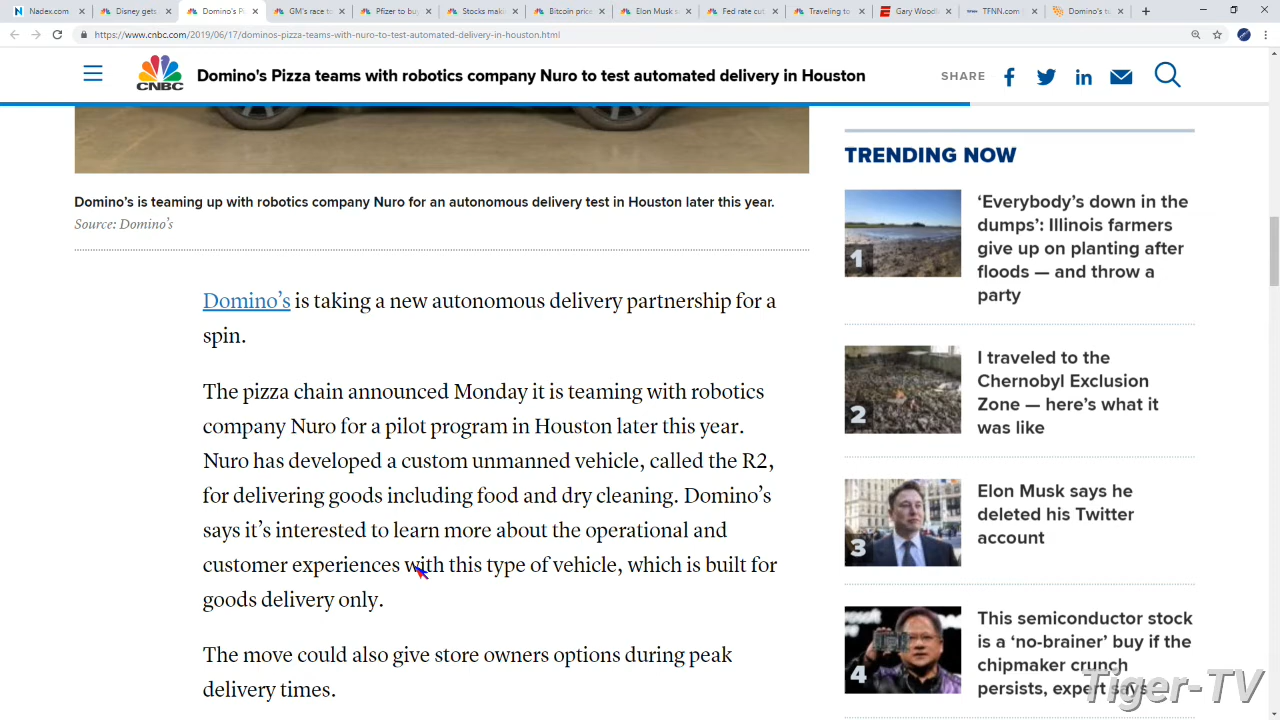 Nadex.com
Disney gets
Domino's P
GM's race to
Pfizer to bu
Stocks maki
Bitcoin price
Elon Musk s
Fed rate cut
Traveling to
Gary Woodl
TFNN.com
Domino's tu
https://www.cnbc.com/2019/06/17/dominos-pizza-teams-with-nuro-to-test-automated-delivery-in-houston.html
CNBC
Domino's Pizza teams with robotics company Nuro to test automated delivery in Houston
SHARE
Domino's is teaming up with robotics company Nuro for an autonomous delivery test in Houston later this year.
Source: Domino's
Domino's is taking a new autonomous delivery partnership for a
spin.
The pizza chain announced Monday it is teaming with robotics
company Nuro for a pilot program in Houston later this year.
Nuro has developed a custom unmanned vehicle, called the R2,
for delivering goods including food and dry cleaning. Domino's
says it's interested to learn more about the operational and
customer experiences with this type of vehicle, which is built for
goods delivery only.
The move could also give store owners options during peak
delivery times.
TRENDING NOW
1
'Everybody's down in the
dumps': Illinois farmers
give up on planting after
floods — and throw a
party
2
I traveled to the
Chernobyl Exclusion
Zone — here's what it
was like
3
Elon Musk says he
deleted his Twitter
account
4
This semiconductor stock
is a 'no-brainer' buy if the
chipmaker crunch
persists, expert says
Tiger-TV